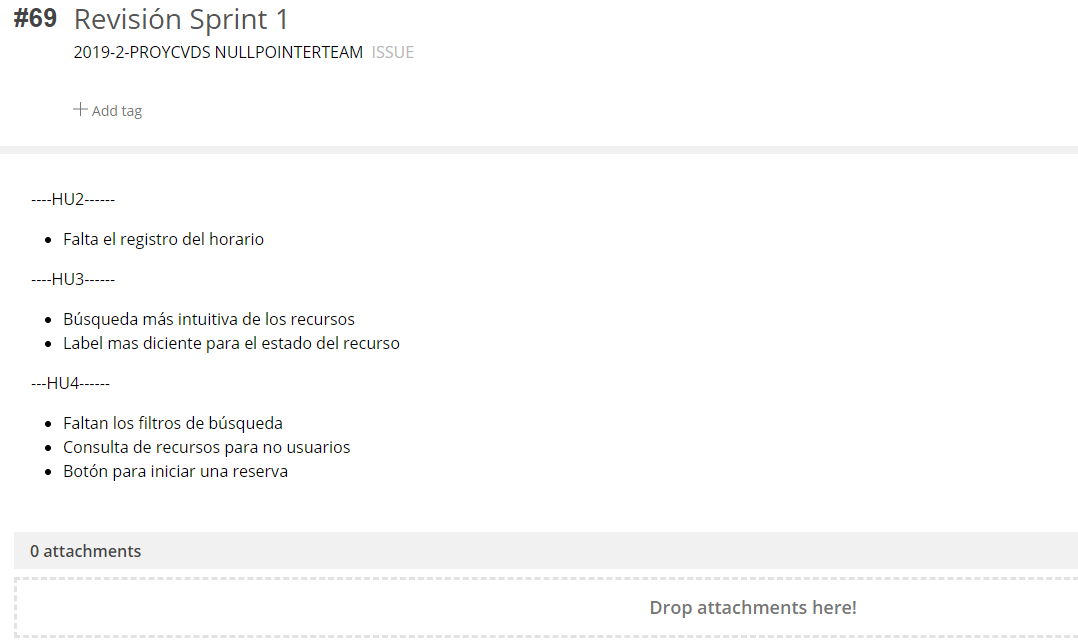 #69 Revisión Sprint 1
2019-2-PROYCVDS NULLPOINTERTEAM ISSUE
Add tag
----HU2------
• Falta el registro del horario
----HU3------
• Búsqueda más intuitiva de los recursos
• Label mas diciente para el estado del recurso
---HU4------
• Faltan los filtros de búsqueda
• Consulta de recursos para no usuarios
• Botón para iniciar una reserva
0 attachments
Drop attachments here!